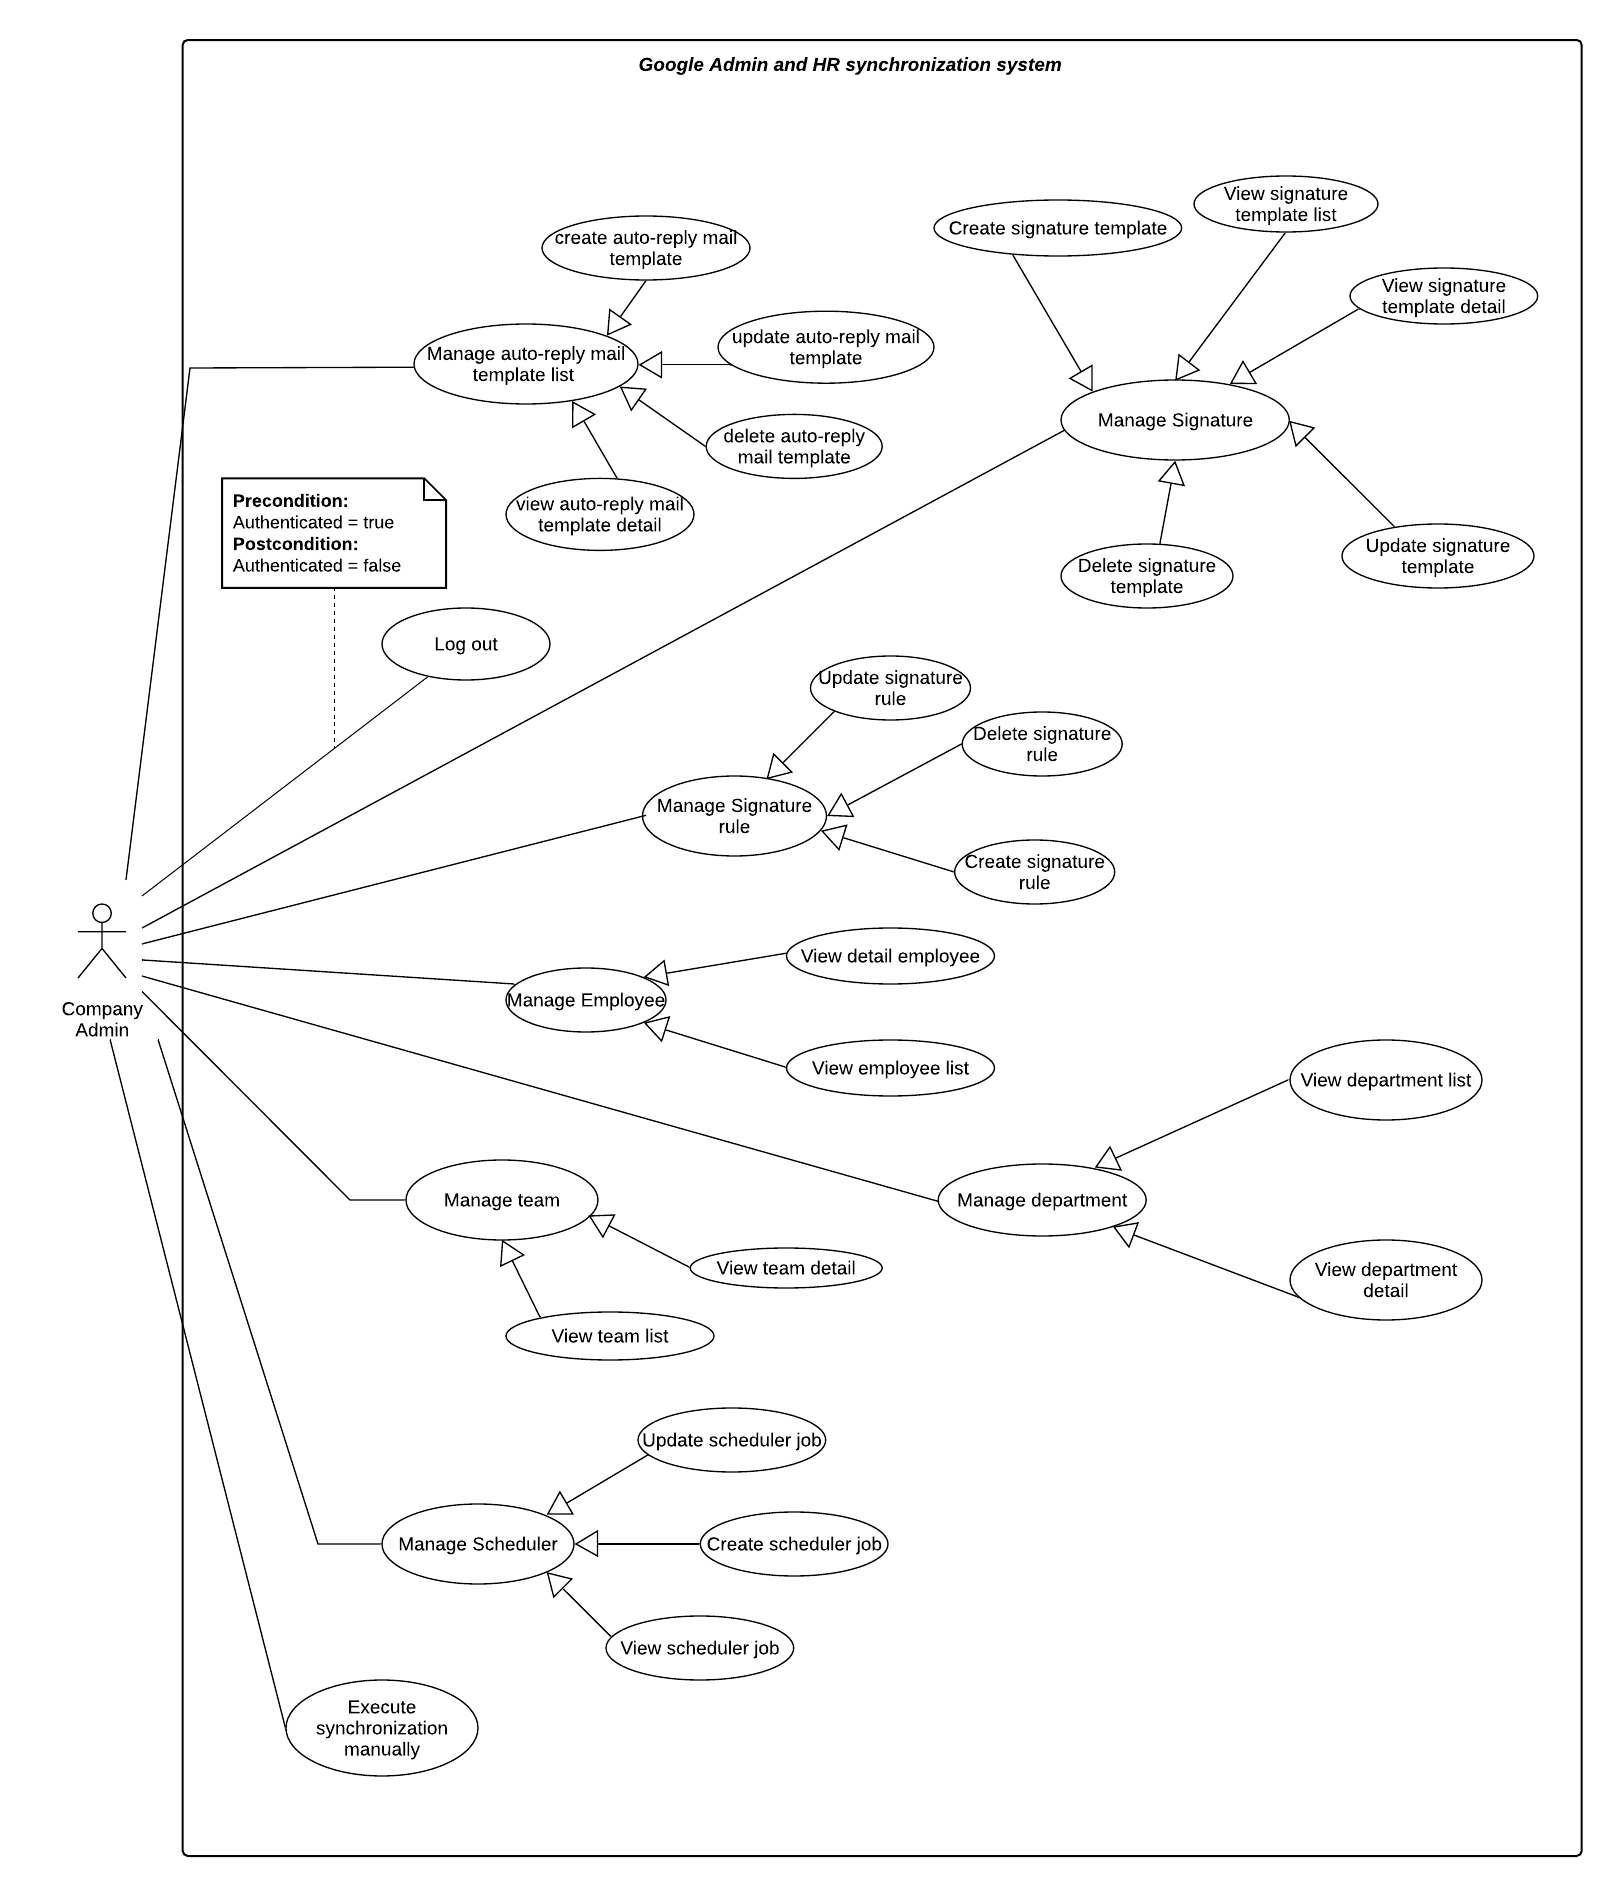 Google Admin and HR synchronization system
View signature
template list
Create signature template
create auto-reply mail
template
View signature
template detail
update auto-reply mail
template
Manage auto-reply mail
template list
Manage Signature
delete auto-reply
mail template
view auto-reply mail
template detail
Precondition:
Authenticated = true
Postcondition:
Authenticated = false
Update signature
template
Delete signature
template
Log out
Update signature
rule
Delete signature
rule
Manage Signature
rule
Create signature
rule
View detail employee
Manage Employee
Company
Admin
View employee list
View department list
Manage team
Manage department
View team detail
View department
detail
View team list
Update scheduler job
Manage Scheduler
Create scheduler job
View scheduler job
Execute
synchronization
manually